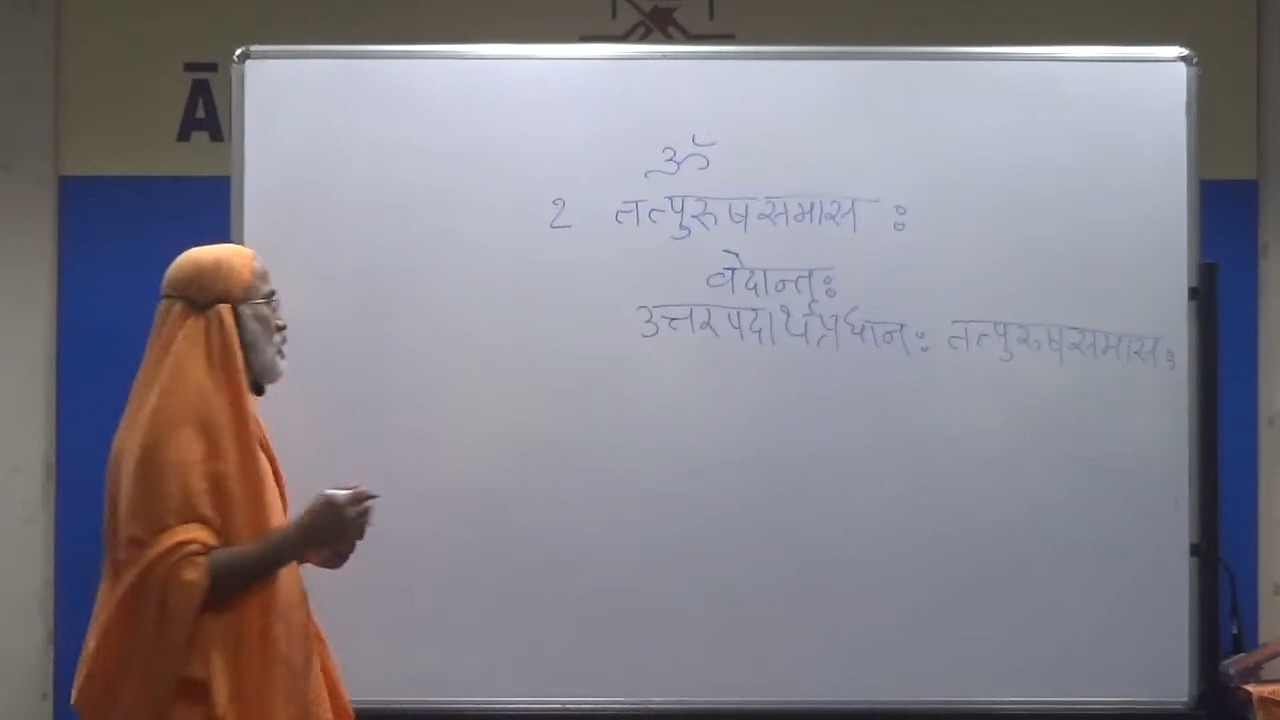 Ā
ॐ
2 तत्पुरुषसमासः
वेदान्तः
उत्तरपदार्थप्रधानः तत्पुरुषसमासः